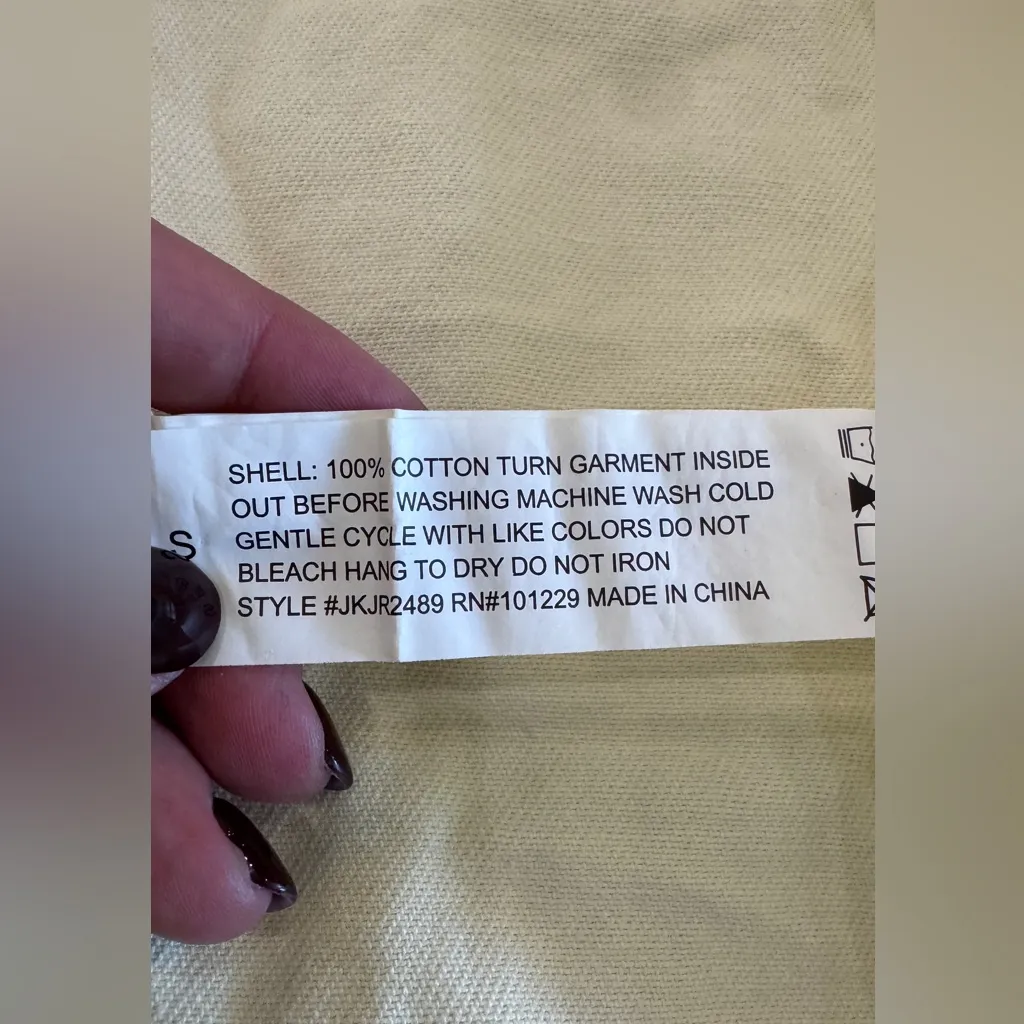 SHELL: 100% COTTON TURN GARMENT INSIDE
OUT BEFORE WASHING MACHINE WASH COLD
GENTLE CYCLE WITH LIKE COLORS DO NOT
BLEACH HANG TO DRY DO NOT IRON
STYLE #JKJR2489 RN#101229 MADE IN CHINA
S